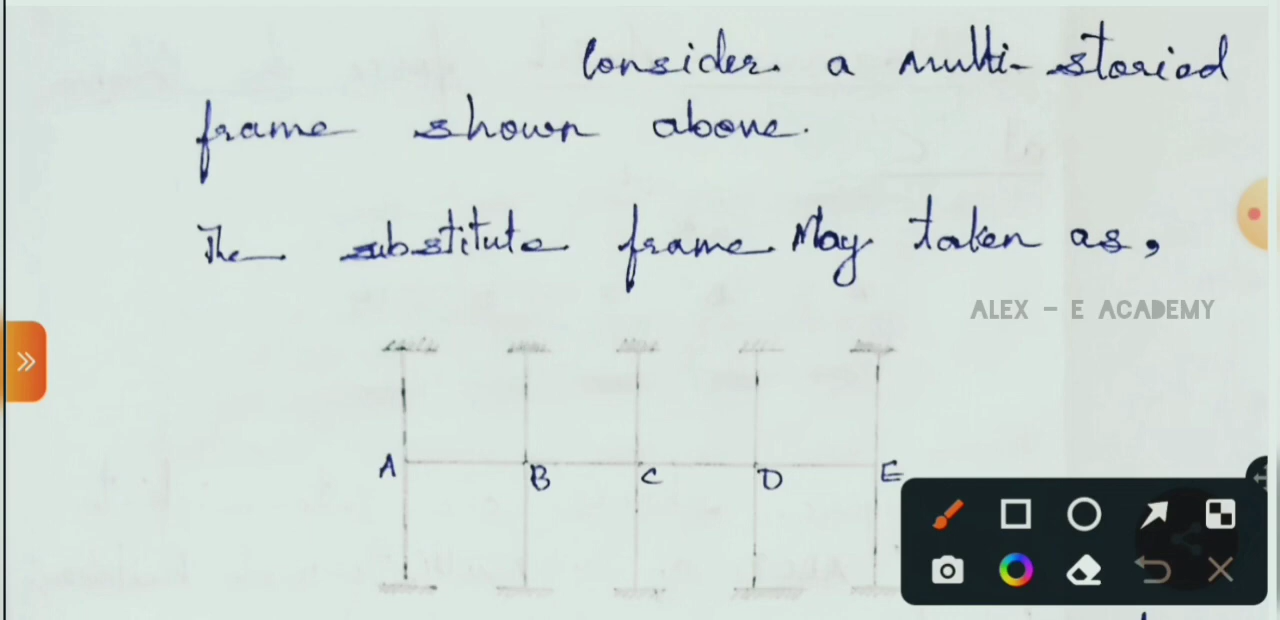 Consider a multi-storied
frame shown above.
The substitute frame May taken as,
ALEX - E ACADEMY
A B C D E